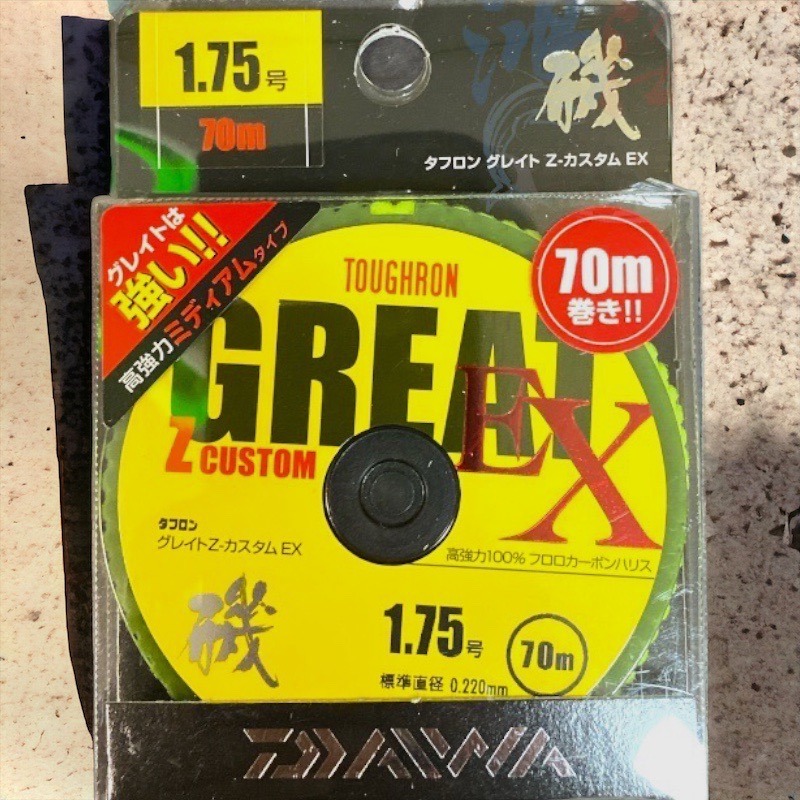 1.75号
70m
磯
タフロン グレイト Z-カスタム EX
グレイトは
強い!!
高強力ミディアムタイプ
70m
巻き!!
TOUGHRON
GREAT
EX
Z CUSTOM
タフロン
グレイトZ-カスタム EX
高強力100% フロロカーボンハリス
磯
1.75号
70m
標準直径 0.220mm
DAIWA